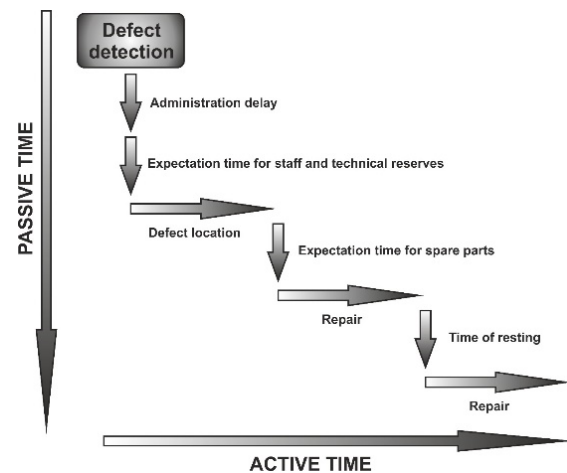 Defect
detection
Administration delay
Expectation time for staff and technical reserves
Defect location
Expectation time for spare parts
Repair
Time of resting
Repair
PASSIVE TIME
ACTIVE TIME